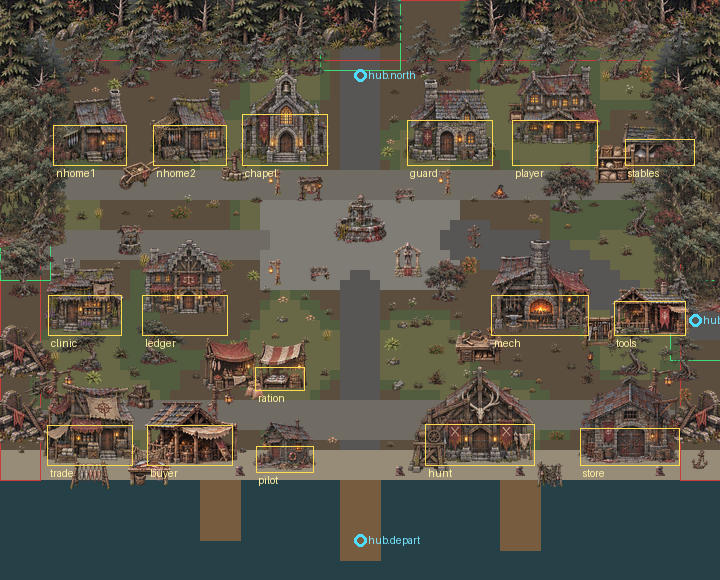 hub.north
nhome1
nhome2
chapel
guard
player
stables
clinic
ledger
mech
tools
hub
ration
trade
buyer
pilot
hunt
store
hub.depart